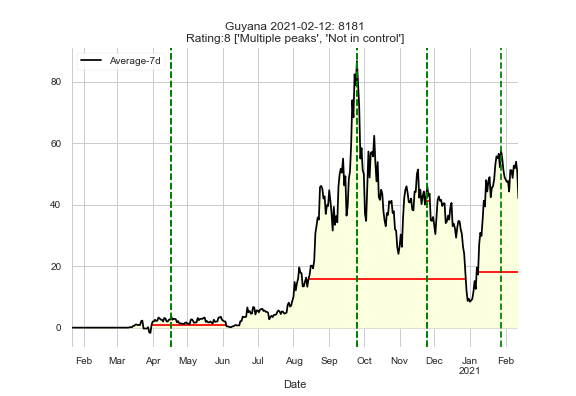 Guyana 2021-02-12: 8181
Rating:8 ['Multiple peaks', 'Not in control']
Average-7d
80
60
40
20
0
Feb Mar Apr May Jun Jul Aug Sep Oct Nov Dec Jan Feb
2021
Date